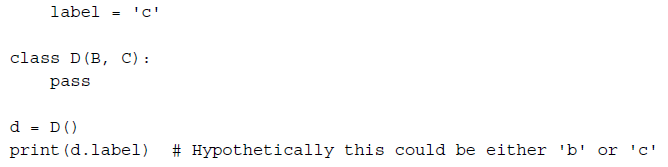 label = 'c'

class D(B, C):
    pass

d = D()
print(d.label)  # Hypothetically this could be either 'b' or 'c'